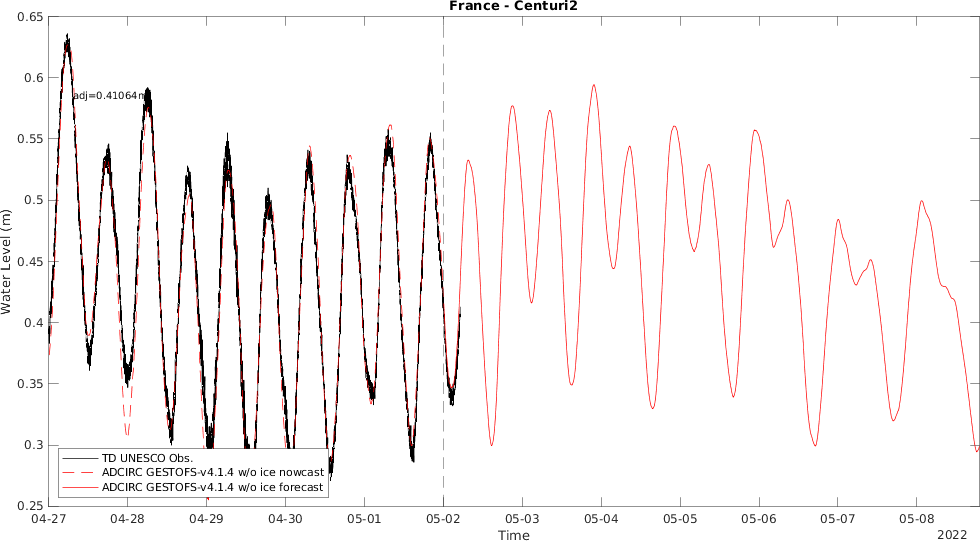 France - Centuri2
0.65
0.6
0.55
0.5
0.45
0.4
0.35
0.3
0.25
Water Level (m)
adj=0.41064m
TD UNESCO Obs.
ADCIRC GESTOFS-v4.1.4 w/o ice nowcast
ADCIRC GESTOFS-v4.1.4 w/o ice forecast
04-27 04-28 04-29 04-30 05-01 05-02 05-03 05-04 05-05 05-06 05-07 05-08
Time
2022